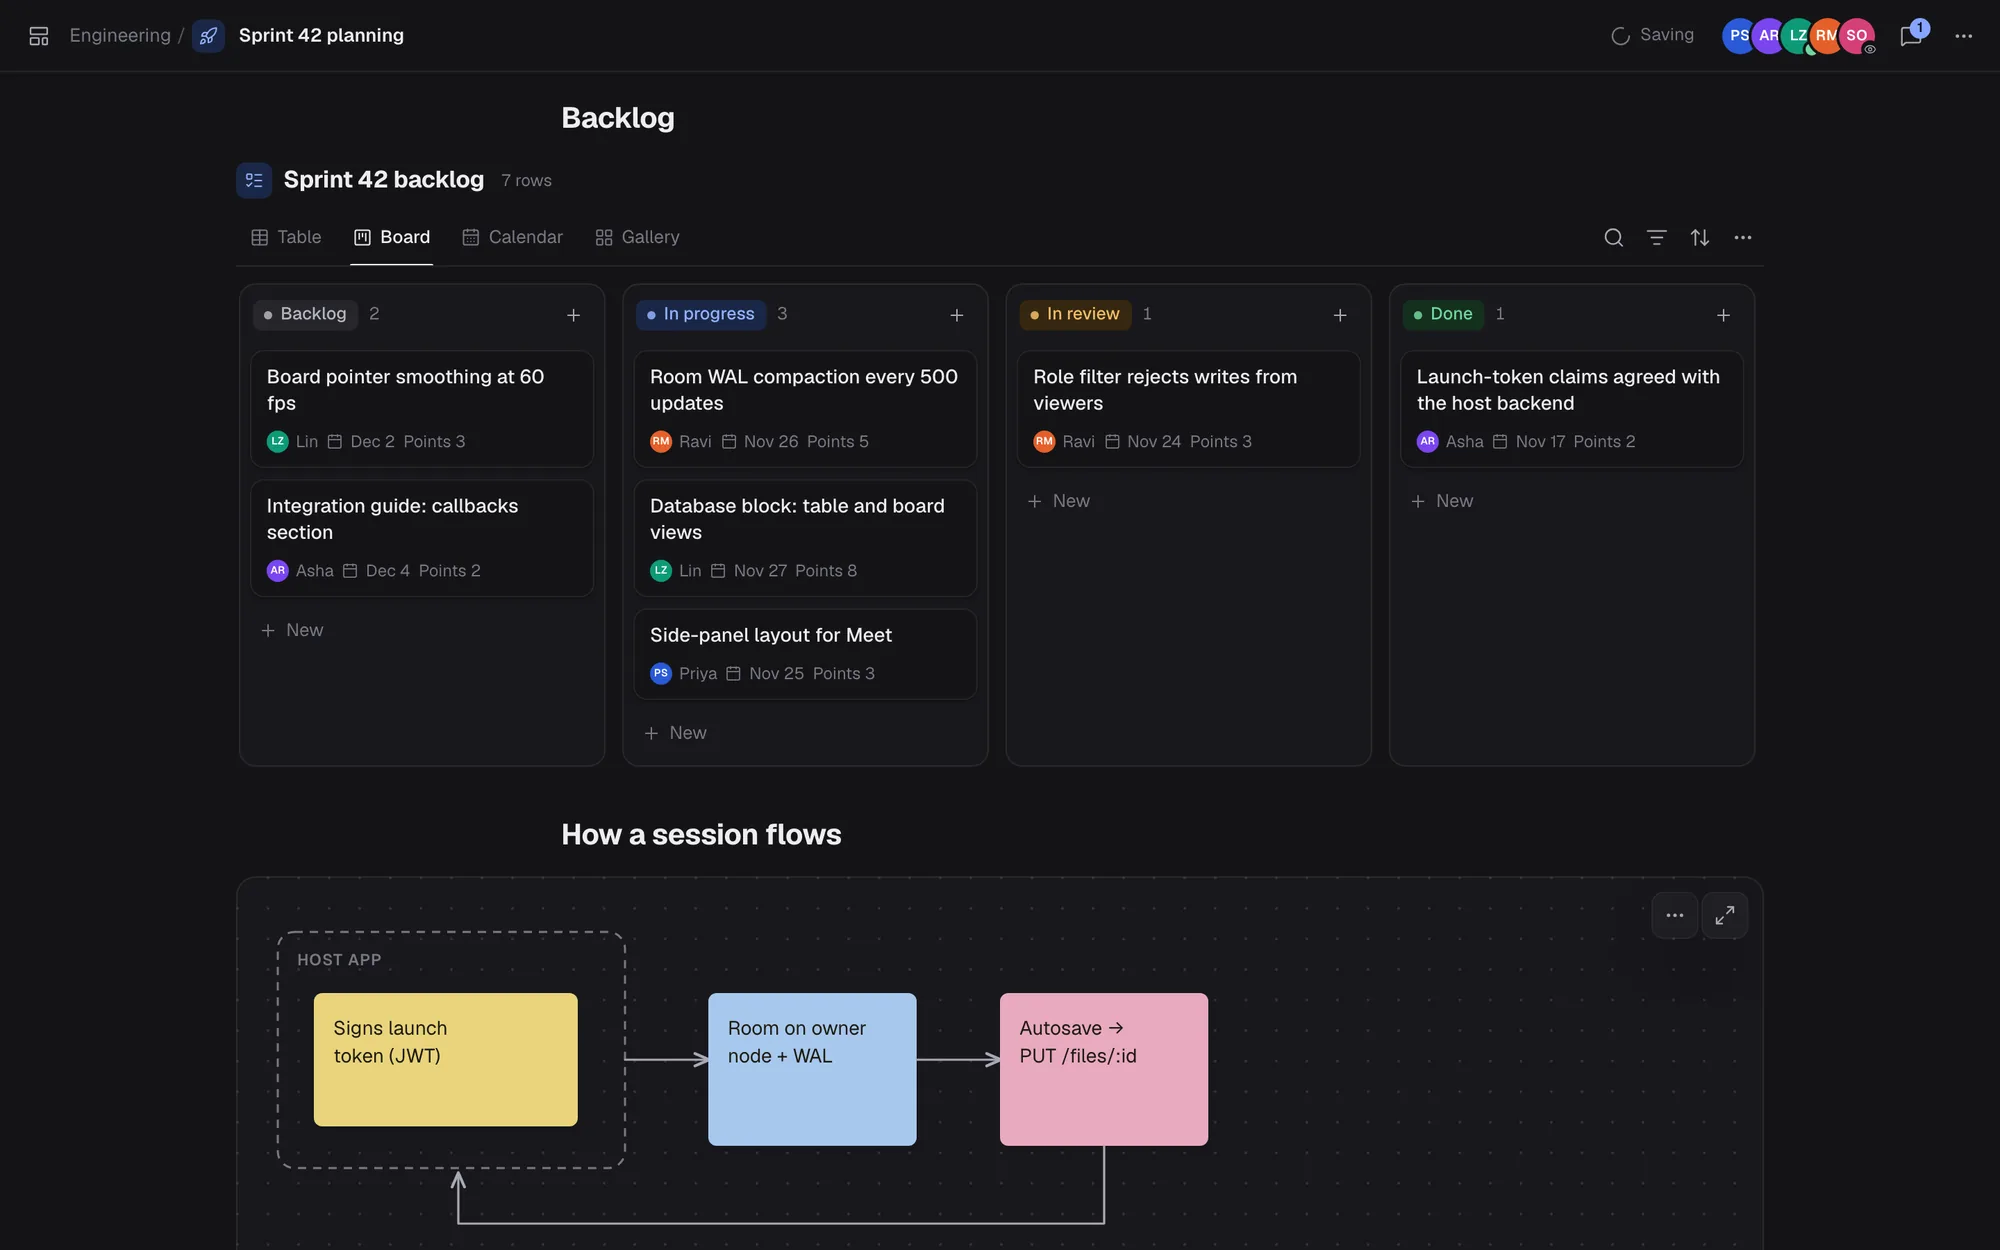 Engineering / Sprint 42 planning
Saving
PS AR LZ RM SO
1
Backlog
Sprint 42 backlog 7 rows
Table Board Calendar Gallery
Backlog 2
Board pointer smoothing at 60
fps
LZ Lin Dec 2 Points 3
Integration guide: callbacks
section
AR Asha Dec 4 Points 2
+ New
In progress 3
Room WAL compaction every 500
updates
RM Ravi Nov 26 Points 5
Database block: table and board
views
LZ Lin Nov 27 Points 8
Side-panel layout for Meet
PS Priya Nov 25 Points 3
+ New
In review 1
Role filter rejects writes from
viewers
RM Ravi Nov 24 Points 3
+ New
Done 1
Launch-token claims agreed with
the host backend
AR Asha Nov 17 Points 2
+ New
How a session flows
HOST APP
Signs launch
token (JWT)
Room on owner
node + WAL
Autosave →
PUT /files/:id